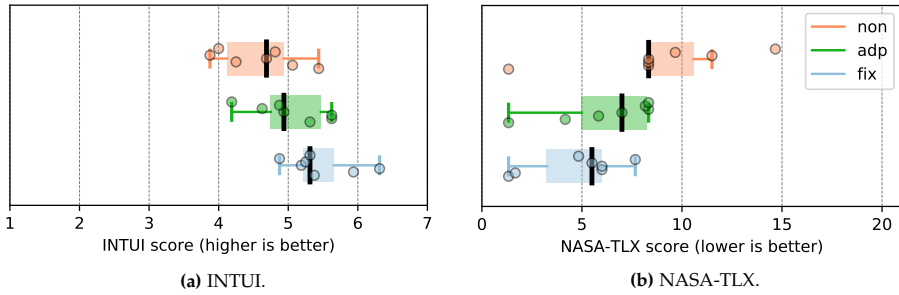 non
adp
fix
1 2 3 4 5 6 7
INTUI score (higher is better)
0 5 10 15 20
NASA-TLX score (lower is better)
(a) INTUI.
(b) NASA-TLX.